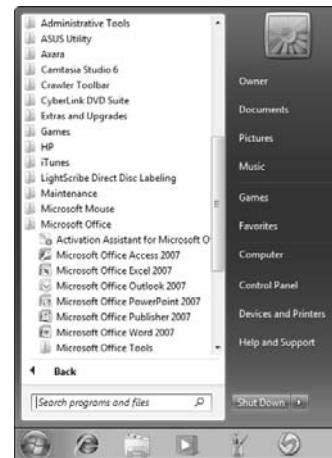 Administrative Tools
ASUS Utility
Axara
Camtasia Studio 6
Crawler Toolbar
CyberLink DVD Suite
Extras and Upgrades
Games
HP
iTunes
LightScribe Direct Disc Labeling
Maintenance
Microsoft Mouse
Microsoft Office
Activation Assistant for Microsoft O
Microsoft Office Access 2007
Microsoft Office Excel 2007
Microsoft Office Outlook 2007
Microsoft Office PowerPoint 2007
Microsoft Office Publisher 2007
Microsoft Office Word 2007
Microsoft Office Tools
Back
Search programs and files
Owner
Documents
Pictures
Music
Games
Favorites
Computer
Control Panel
Devices and Printers
Help and Support
Shut Down